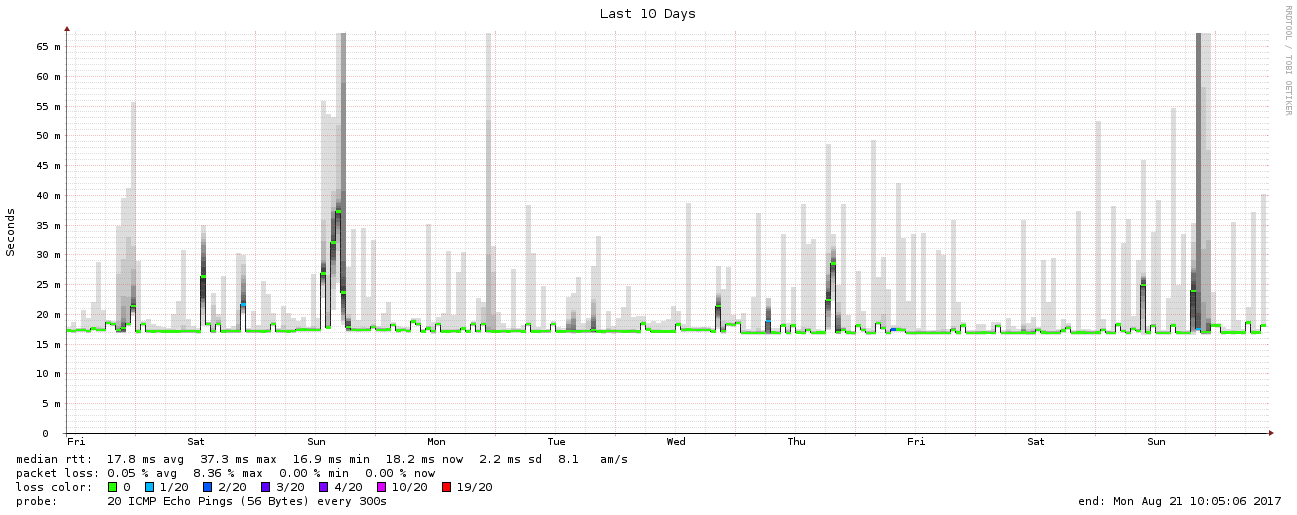 Last 10 Days
RRDTOOL / TOBI OETIKER
Seconds
65 m
60 m
55 m
50 m
45 m
40 m
35 m
30 m
25 m
20 m
15 m
10 m
5 m
0
Fri Sat Sun Mon Tue Wed Thu Fri Sat Sun
median rtt: 17.8 ms avg 37.3 ms max 16.9 ms min 18.2 ms now 2.2 ms sd 8.1 am/s
packet loss: 0.05 % avg 8.36 % max 0.00 % min 0.00 % now
loss color: 0 1/20 2/20 3/20 4/20 10/20 19/20
probe: 20 ICMP Echo Pings (56 Bytes) every 300s end: Mon Aug 21 10:05:06 2017